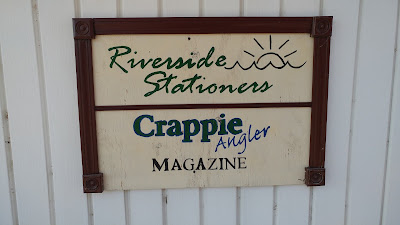 Riverside
Stationers
Crappie
Angler
MAGAZINE